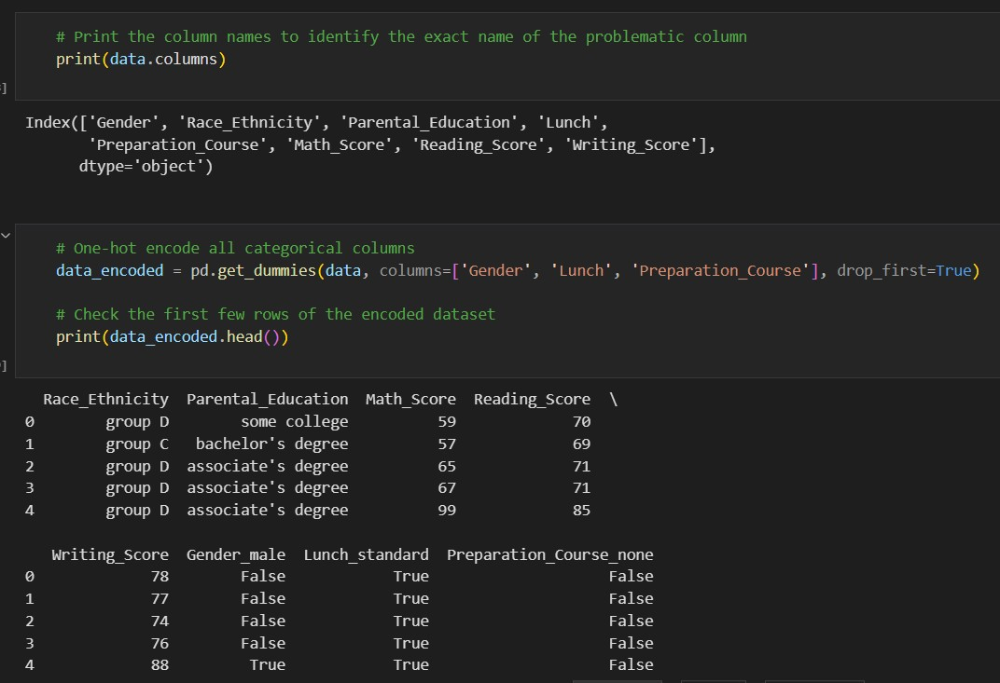 # Print the column names to identify the exact name of the problematic column
print(data.columns)
]
Index(['Gender', 'Race_Ethnicity', 'Parental_Education', 'Lunch',
       'Preparation_Course', 'Math_Score', 'Reading_Score', 'Writing_Score'],
      dtype='object')
# One-hot encode all categorical columns
data_encoded = pd.get_dummies(data, columns=['Gender', 'Lunch', 'Preparation_Course'], drop_first=True)
# Check the first few rows of the encoded dataset
print(data_encoded.head())
]
  Race_Ethnicity  Parental_Education  Math_Score  Reading_Score  \
0        group D        some college          59             70
1        group C   bachelor's degree          57             69
2        group D  associate's degree          65             71
3        group D  associate's degree          67             71
4        group D  associate's degree          99             85
   Writing_Score  Gender_male  Lunch_standard  Preparation_Course_none
0             78        False            True                    False
1             77        False            True                    False
2             74        False            True                    False
3             76        False            True                    False
4             88         True            True                    False